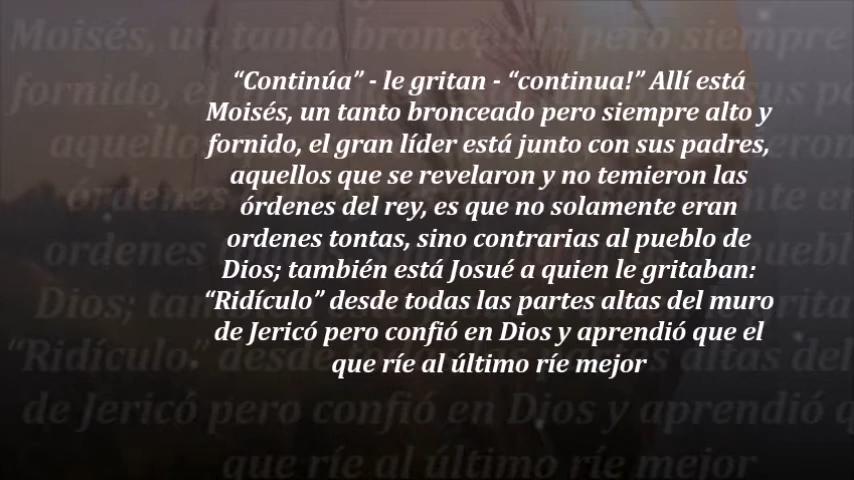 “Continúa” - le gritan - “continua!” Allí está
Moisés, un tanto bronceado pero siempre alto y
fornido, el gran líder está junto con sus padres,
aquellos que se revelaron y no temieron las
órdenes del rey, es que no solamente eran
ordenes tontas, sino contrarias al pueblo de
Dios; también está Josué a quien le gritaban:
“Ridículo” desde todas las partes altas del muro
de Jericó pero confió en Dios y aprendió que el
que ríe al último ríe mejor